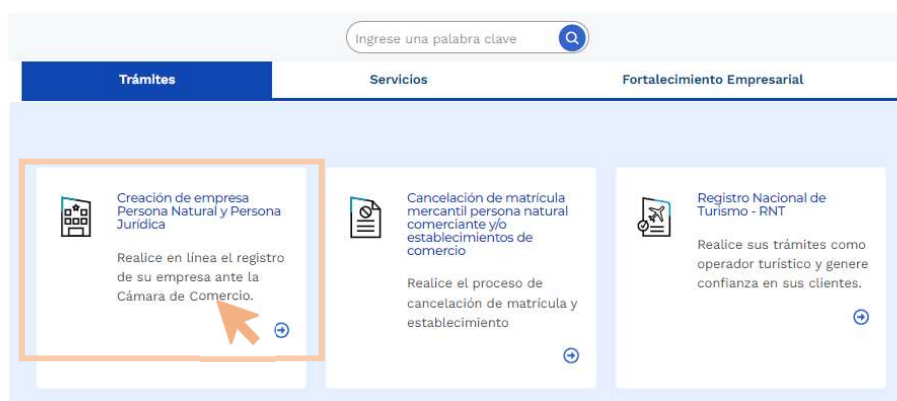 Ingrese una palabra clave
Trámites
Servicios
Fortalecimiento Empresarial
Creación de empresa
Persona Natural y Persona
Jurídica
Realice en línea el registro
de su empresa ante la
Cámara de Comercio.
Cancelación de matrícula
mercantil persona natural
comerciante y/o
establecimientos de
comercio
Realice el proceso de
cancelación de matrícula y
establecimiento
Registro Nacional de
Turismo - RNT
Realice sus trámites como
operador turístico y genere
confianza en sus clientes.